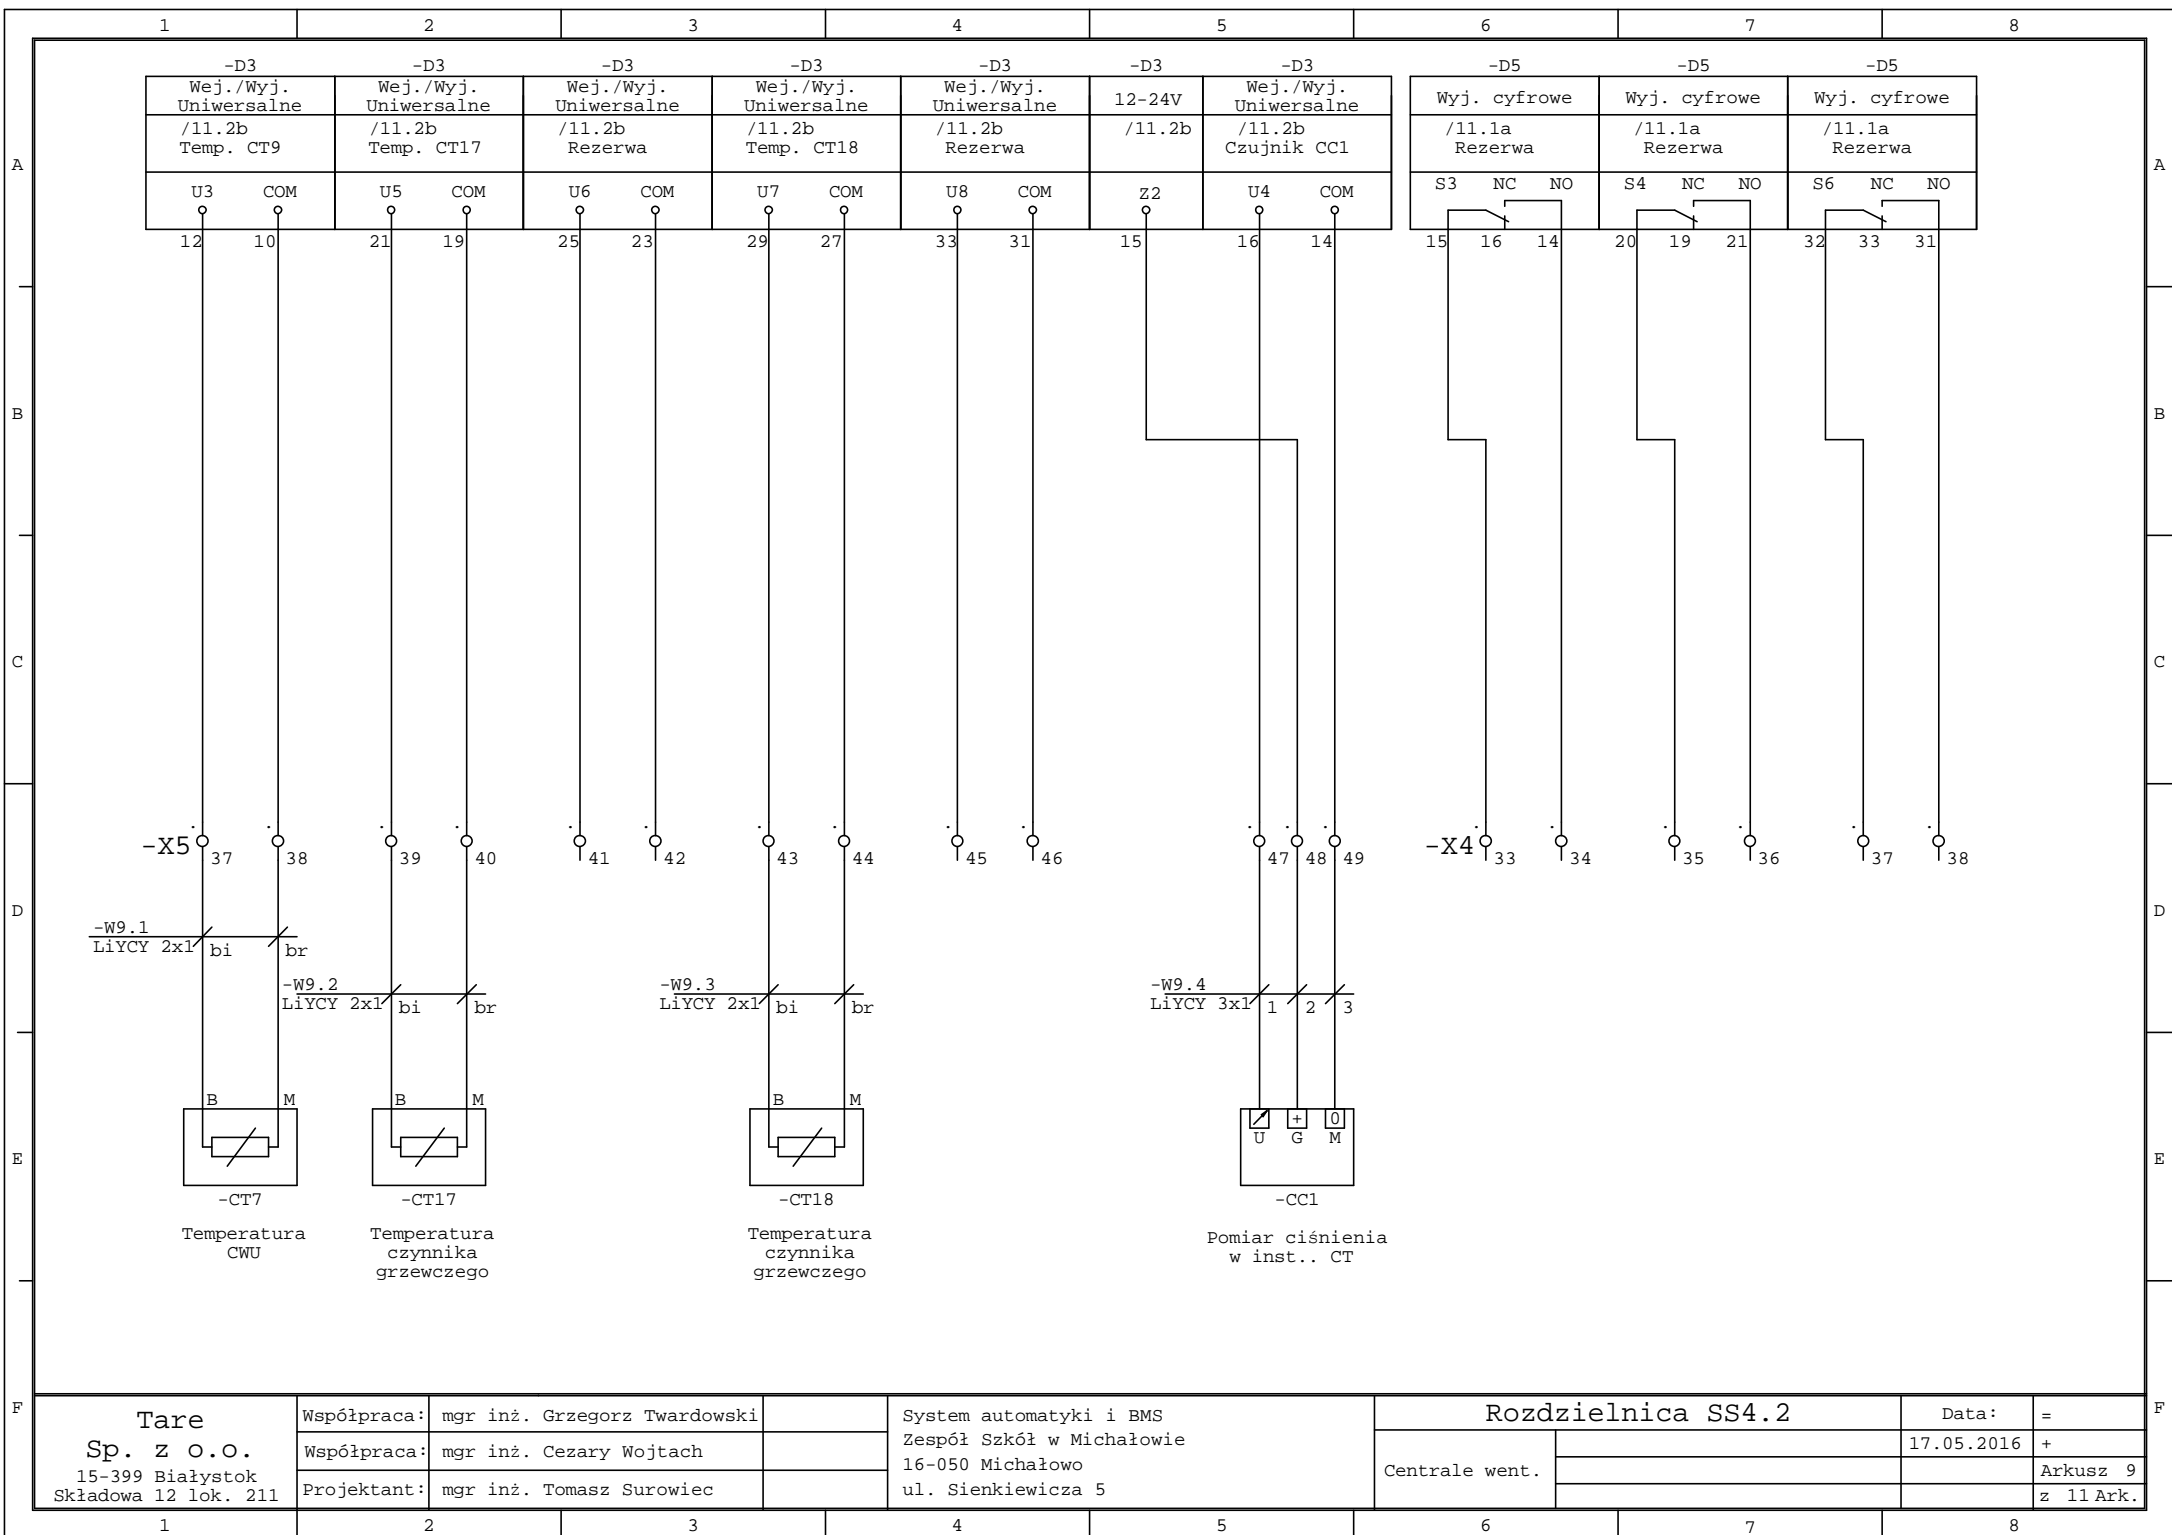 1 2 3 4 5 6 7 8
-D3 -D3 -D3 -D3 -D3 -D3 -D3 -D5 -D5 -D5
Wej./Wyj. Wej./Wyj. Wej./Wyj. Wej./Wyj. Wej./Wyj. Wej./Wyj.
Uniwersalne Uniwersalne Uniwersalne Uniwersalne Uniwersalne 12-24V Uniwersalne Wyj. cyfrowe Wyj. cyfrowe Wyj. cyfrowe
/11.2b /11.2b /11.2b /11.2b /11.2b /11.2b /11.2b /11.1a /11.1a /11.1a
Temp. CT9 Temp. CT17 Rezerwa Temp. CT18 Rezerwa Czujnik CC1 Rezerwa Rezerwa Rezerwa
A A
U3 COM U5 COM U6 COM U7 COM U8 COM Z2 U4 COM S3 NC NO S4 NC NO S6 NC NO
12 10 21 19 25 23 29 27 33 31 15 16 14 15 16 14 20 19 21 32 33 31
B B
C C
-X5 37 38 39 40 41 42 43 44 45 46 47 48 49 -X4 33 34 35 36 37 38
D D
-W9.1
LiYCY 2x1 bi br
-W9.2 -W9.3 -W9.4
LiYCY 2x1 bi br LiYCY 2x1 bi br LiYCY 3x1 1 2 3
B M B M B M
+ 0
U G M
E E
-CT7 -CT17 -CT18 -CC1
Temperatura
CWU
Temperatura
czynnika
grzewczego
Temperatura
czynnika
grzewczego
Pomiar ciśnienia
w inst.. CT
F F
Tare
Sp. z o.o.
15-399 Białystok
Składowa 12 lok. 211
Współpraca: mgr inż. Grzegorz Twardowski
Współpraca: mgr inż. Cezary Wojtach
Projektant: mgr inż. Tomasz Surowiec
System automatyki i BMS
Zespół Szkół w Michałowie
16-050 Michałowo
ul. Sienkiewicza 5
Rozdzielnica SS4.2
Centrale went.
Data: =
17.05.2016 +
Arkusz 9
z 11 Ark.
1 2 3 4 5 6 7 8